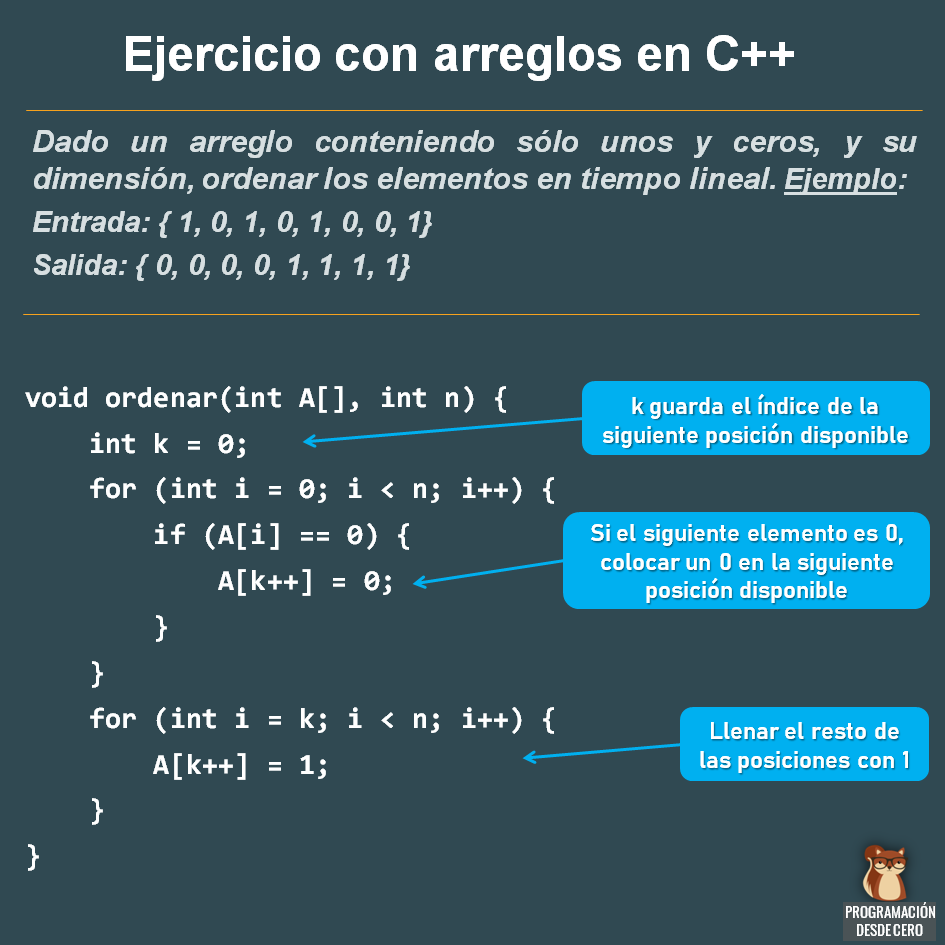 Ejercicio con arreglos en C++
Dado un arreglo conteniendo sólo unos y ceros, y su
dimensión, ordenar los elementos en tiempo lineal. Ejemplo:
Entrada: { 1, 0, 1, 0, 1, 0, 0, 1}
Salida: { 0, 0, 0, 0, 1, 1, 1, 1}
void ordenar(int A[], int n) {
k guarda el índice de la
siguiente posición disponible
    int k = 0;
    for (int i = 0; i < n; i++) {
        if (A[i] == 0) {
Si el siguiente elemento es 0,
colocar un 0 en la siguiente
posición disponible
            A[k++] = 0;
        }
    }
    for (int i = k; i < n; i++) {
Llenar el resto de
las posiciones con 1
        A[k++] = 1;
    }
}
PROGRAMACIÓN
DESDE CERO